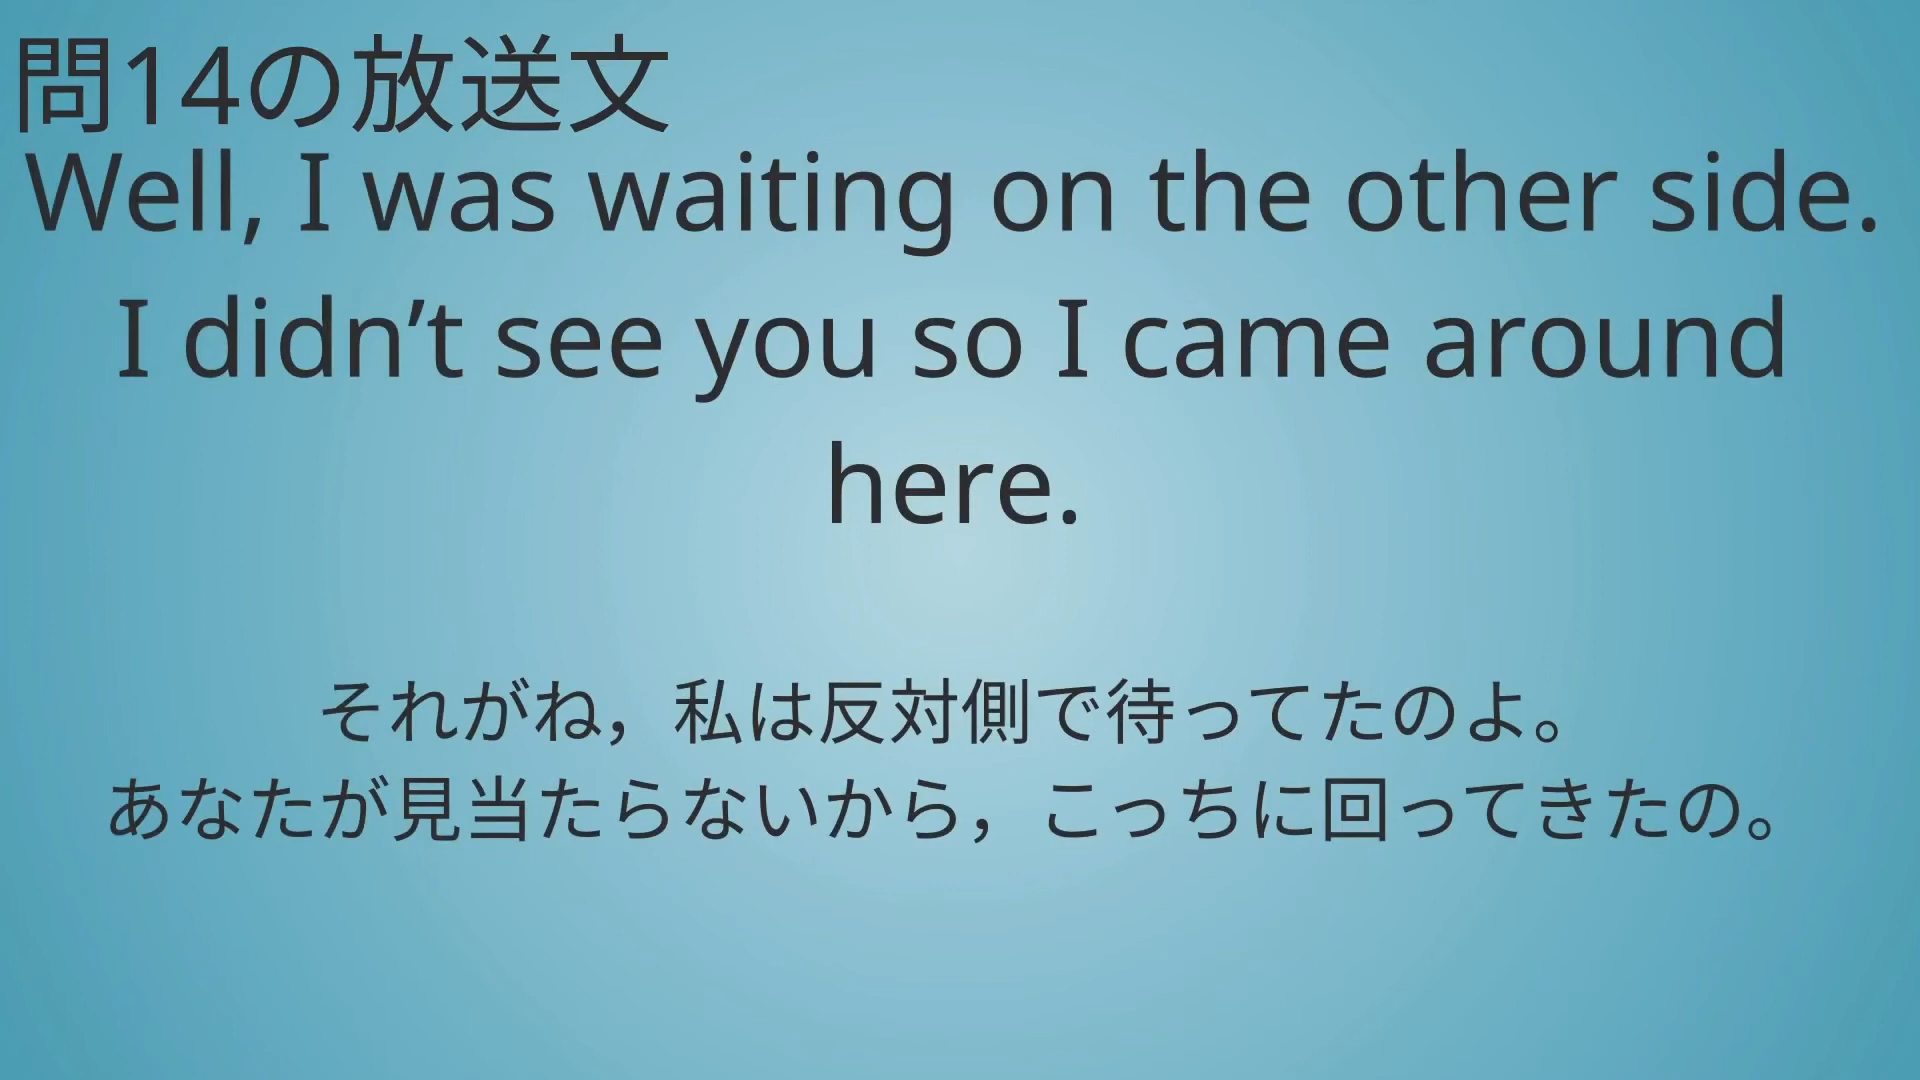 問14の放送文
Well, I was waiting on the other side.
I didn’t see you so I came around
here.
それがね，私は反対側で待ってたのよ。
あなたが見当たらないから，こっちに回ってきたの。